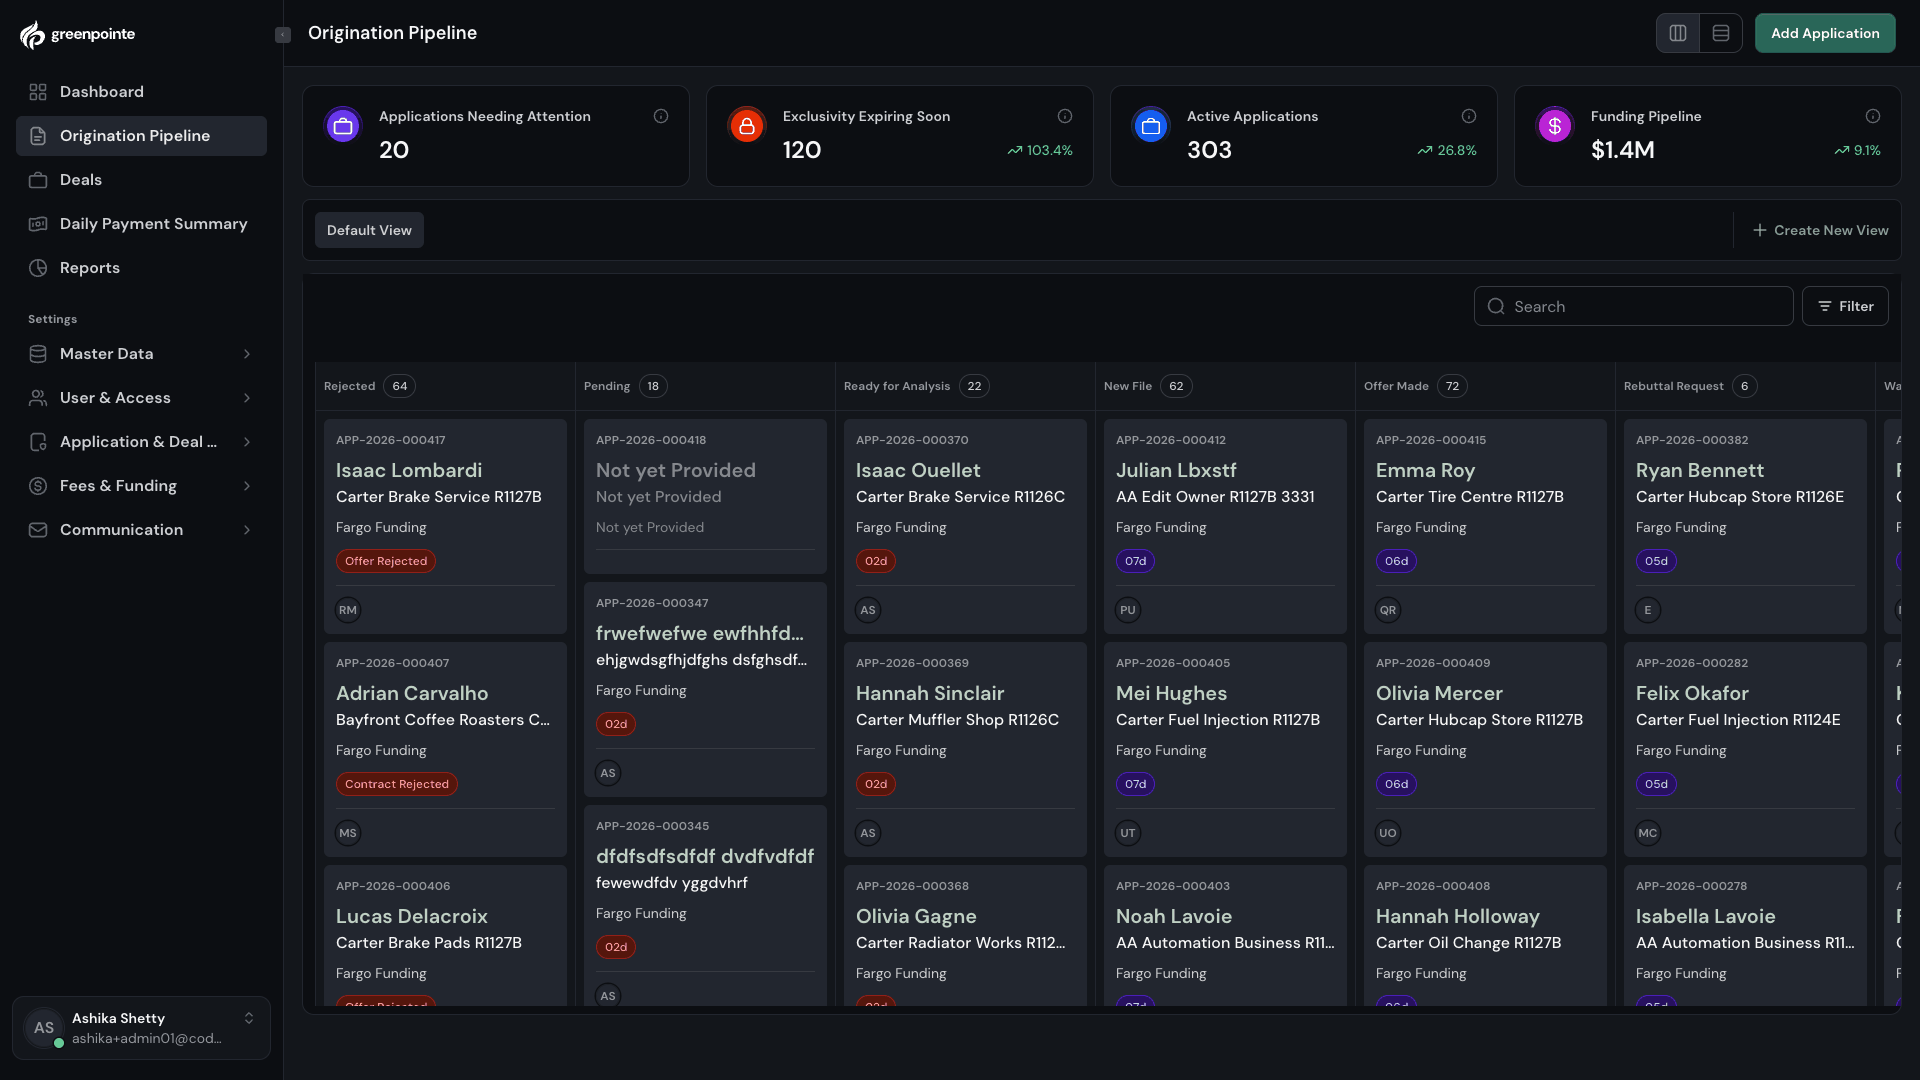 greenpointe
Dashboard
Origination Pipeline
Deals
Daily Payment Summary
Reports
Settings
Master Data
User & Access
Application & Deal ...
Fees & Funding
Communication
AS
Ashika Shetty
ashika+admin01@cod...
Origination Pipeline
Add Application
Applications Needing Attention
20
Exclusivity Expiring Soon
120
103.4%
Active Applications
303
26.8%
Funding Pipeline
$1.4M
9.1%
Default View
Create New View
Search
Filter
Rejected 64
APP-2026-000417
Isaac Lombardi
Carter Brake Service R1127B
Fargo Funding
Offer Rejected
RM
APP-2026-000407
Adrian Carvalho
Bayfront Coffee Roasters C...
Fargo Funding
Contract Rejected
MS
APP-2026-000406
Lucas Delacroix
Carter Brake Pads R1127B
Fargo Funding
Offer Rejected
Pending 18
APP-2026-000418
Not yet Provided
Not yet Provided
Not yet Provided
APP-2026-000347
frwefwefwe ewfhhfd...
ehjgwdsgfhjdfghs dsfghsdf...
Fargo Funding
02d
AS
APP-2026-000345
dfdfsdfsdfdf dvdfvdfdf
fewewdfdv yggdvhrf
Fargo Funding
02d
AS
Ready for Analysis 22
APP-2026-000370
Isaac Ouellet
Carter Brake Service R1126C
Fargo Funding
02d
AS
APP-2026-000369
Hannah Sinclair
Carter Muffler Shop R1126C
Fargo Funding
02d
AS
APP-2026-000368
Olivia Gagne
Carter Radiator Works R112...
Fargo Funding
02d
New File 62
APP-2026-000412
Julian Lbxstf
AA Edit Owner R1127B 3331
Fargo Funding
07d
PU
APP-2026-000405
Mei Hughes
Carter Fuel Injection R1127B
Fargo Funding
07d
UT
APP-2026-000403
Noah Lavoie
AA Automation Business R11...
Fargo Funding
07d
Offer Made 72
APP-2026-000415
Emma Roy
Carter Tire Centre R1127B
Fargo Funding
06d
QR
APP-2026-000409
Olivia Mercer
Carter Hubcap Store R1127B
Fargo Funding
06d
UO
APP-2026-000408
Hannah Holloway
Carter Oil Change R1127B
Fargo Funding
06d
Rebuttal Request 6
APP-2026-000382
Ryan Bennett
Carter Hubcap Store R1126E
Fargo Funding
05d
E
APP-2026-000282
Felix Okafor
Carter Fuel Injection R1124E
Fargo Funding
05d
MC
APP-2026-000278
Isabella Lavoie
AA Automation Business R11...
Fargo Funding
05d
Wa